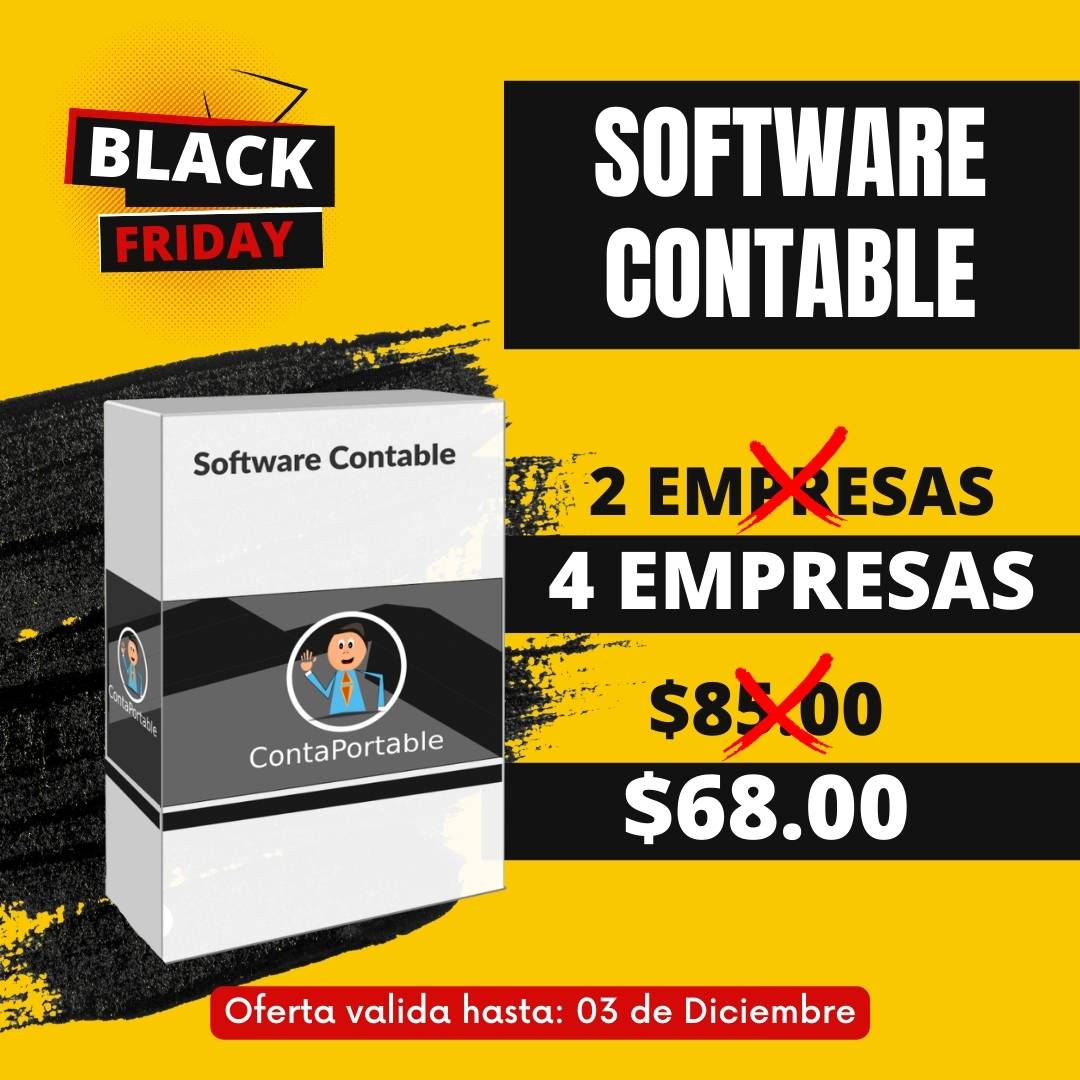 BLACK
FRIDAY
SOFTWARE
CONTABLE
Software Contable
ContaPortable
ContaPortable
2 EMPRESAS
4 EMPRESAS
$85.00
$68.00
Oferta valida hasta: 03 de Diciembre